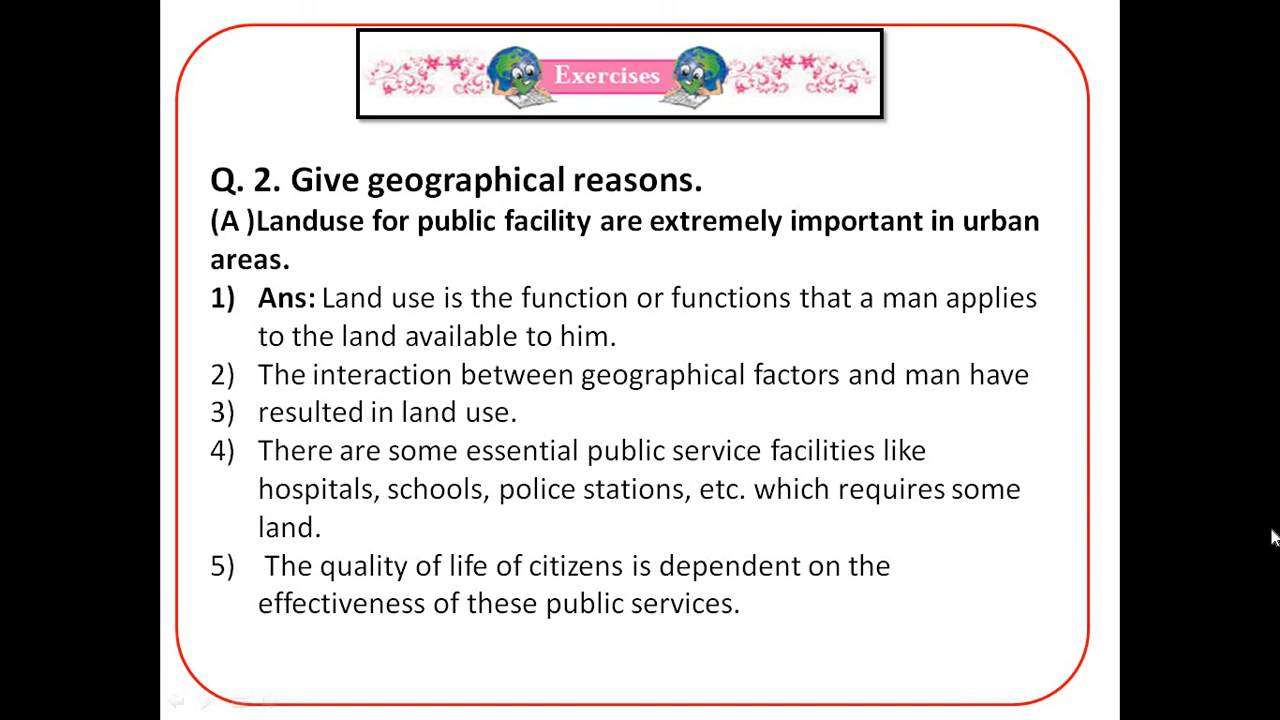 Exercises
Q. 2. Give geographical reasons.
(A )Landuse for public facility are extremely important in urban
areas.
1) Ans: Land use is the function or functions that a man applies
to the land available to him.
2) The interaction between geographical factors and man have
3) resulted in land use.
4) There are some essential public service facilities like
hospitals, schools, police stations, etc. which requires some
land.
5) The quality of life of citizens is dependent on the
effectiveness of these public services.